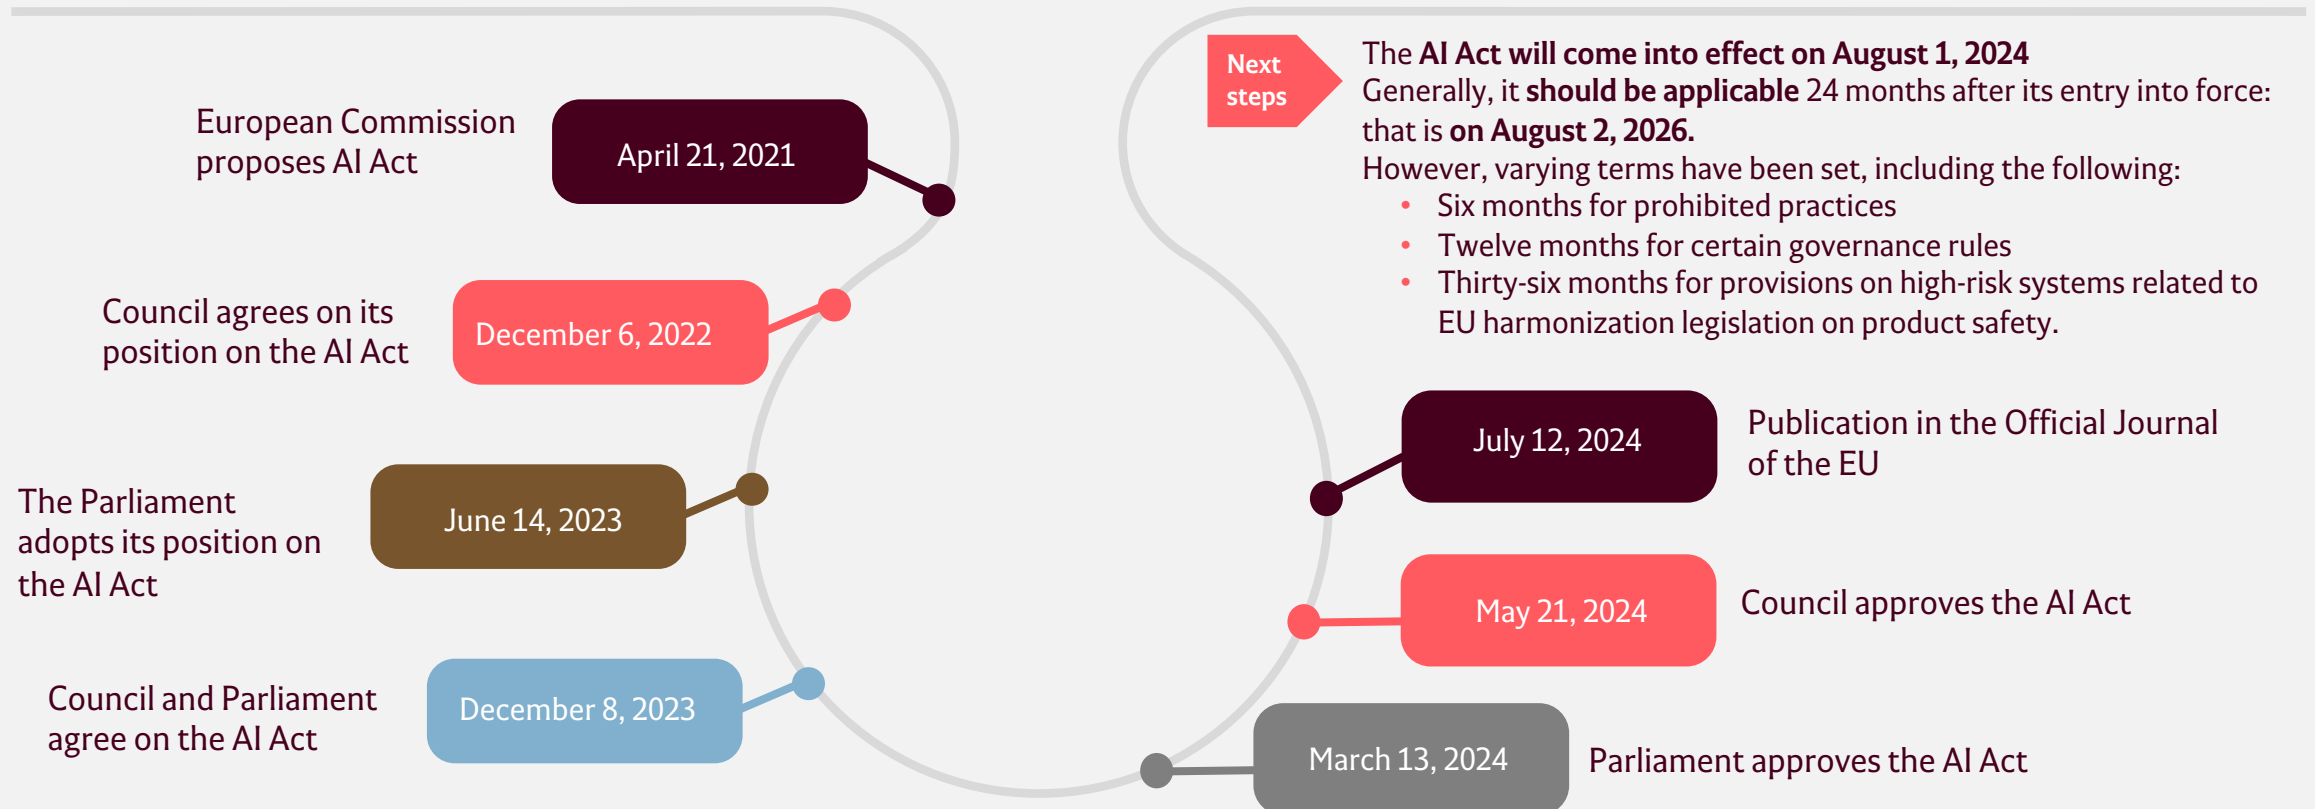 European Commission
proposes AI Act
April 21, 2021
Council agrees on its
position on the AI Act
December 6, 2022
The Parliament
adopts its position on
the AI Act
June 14, 2023
Council and Parliament
agree on the AI Act
December 8, 2023
March 13, 2024
Parliament approves the AI Act
May 21, 2024
Council approves the AI Act
July 12, 2024
Publication in the Official Journal
of the EU
Next
steps
The AI Act will come into effect on August 1, 2024
Generally, it should be applicable 24 months after its entry into force:
that is on August 2, 2026.
However, varying terms have been set, including the following:
• Six months for prohibited practices
• Twelve months for certain governance rules
• Thirty-six months for provisions on high-risk systems related to
EU harmonization legislation on product safety.